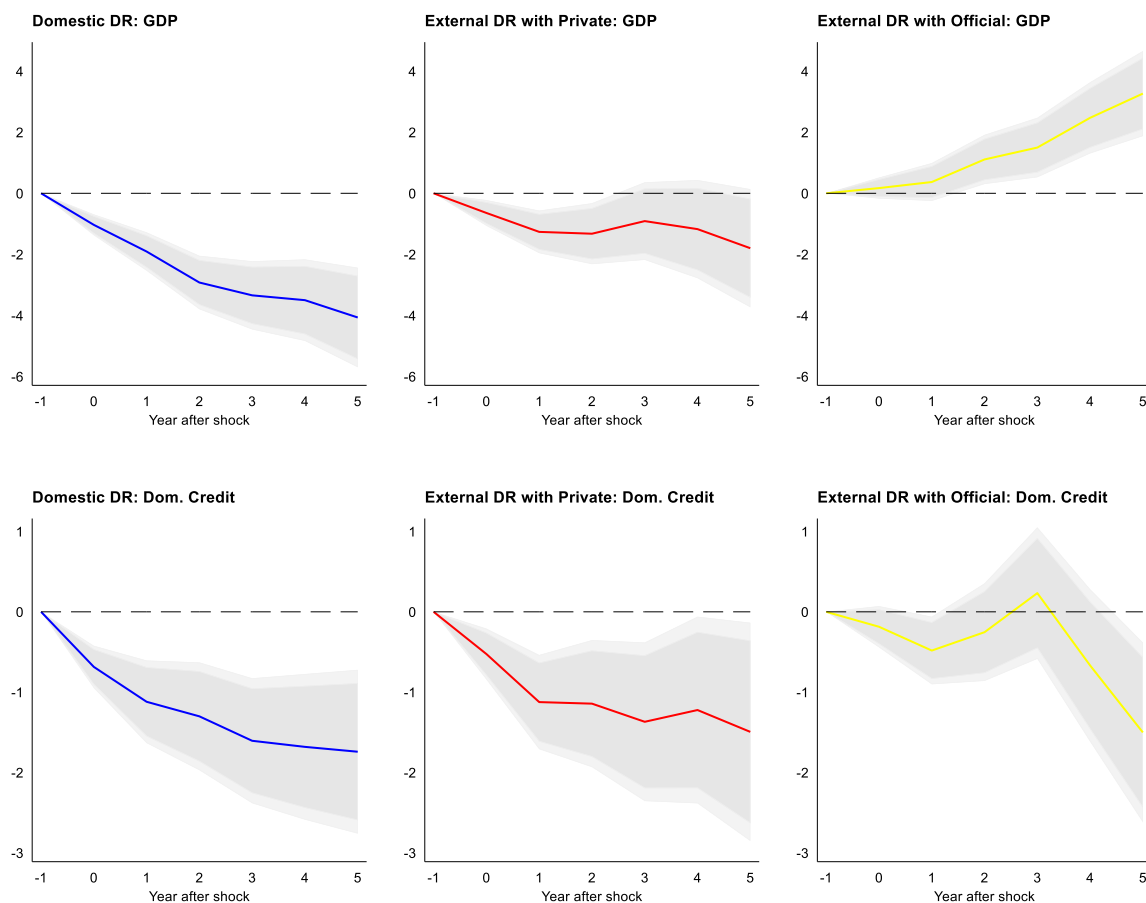 Domestic DR: GDP
4
2
0
-2
-4
-6
-1 0 1 2 3 4 5
Year after shock
External DR with Private: GDP
4
2
0
-2
-4
-6
-1 0 1 2 3 4 5
Year after shock
External DR with Official: GDP
4
2
0
-2
-4
-6
-1 0 1 2 3 4 5
Year after shock
Domestic DR: Dom. Credit
1
0
-1
-2
-3
-1 0 1 2 3 4 5
Year after shock
External DR with Private: Dom. Credit
1
0
-1
-2
-3
-1 0 1 2 3 4 5
Year after shock
External DR with Official: Dom. Credit
1
0
-1
-2
-3
-1 0 1 2 3 4 5
Year after shock